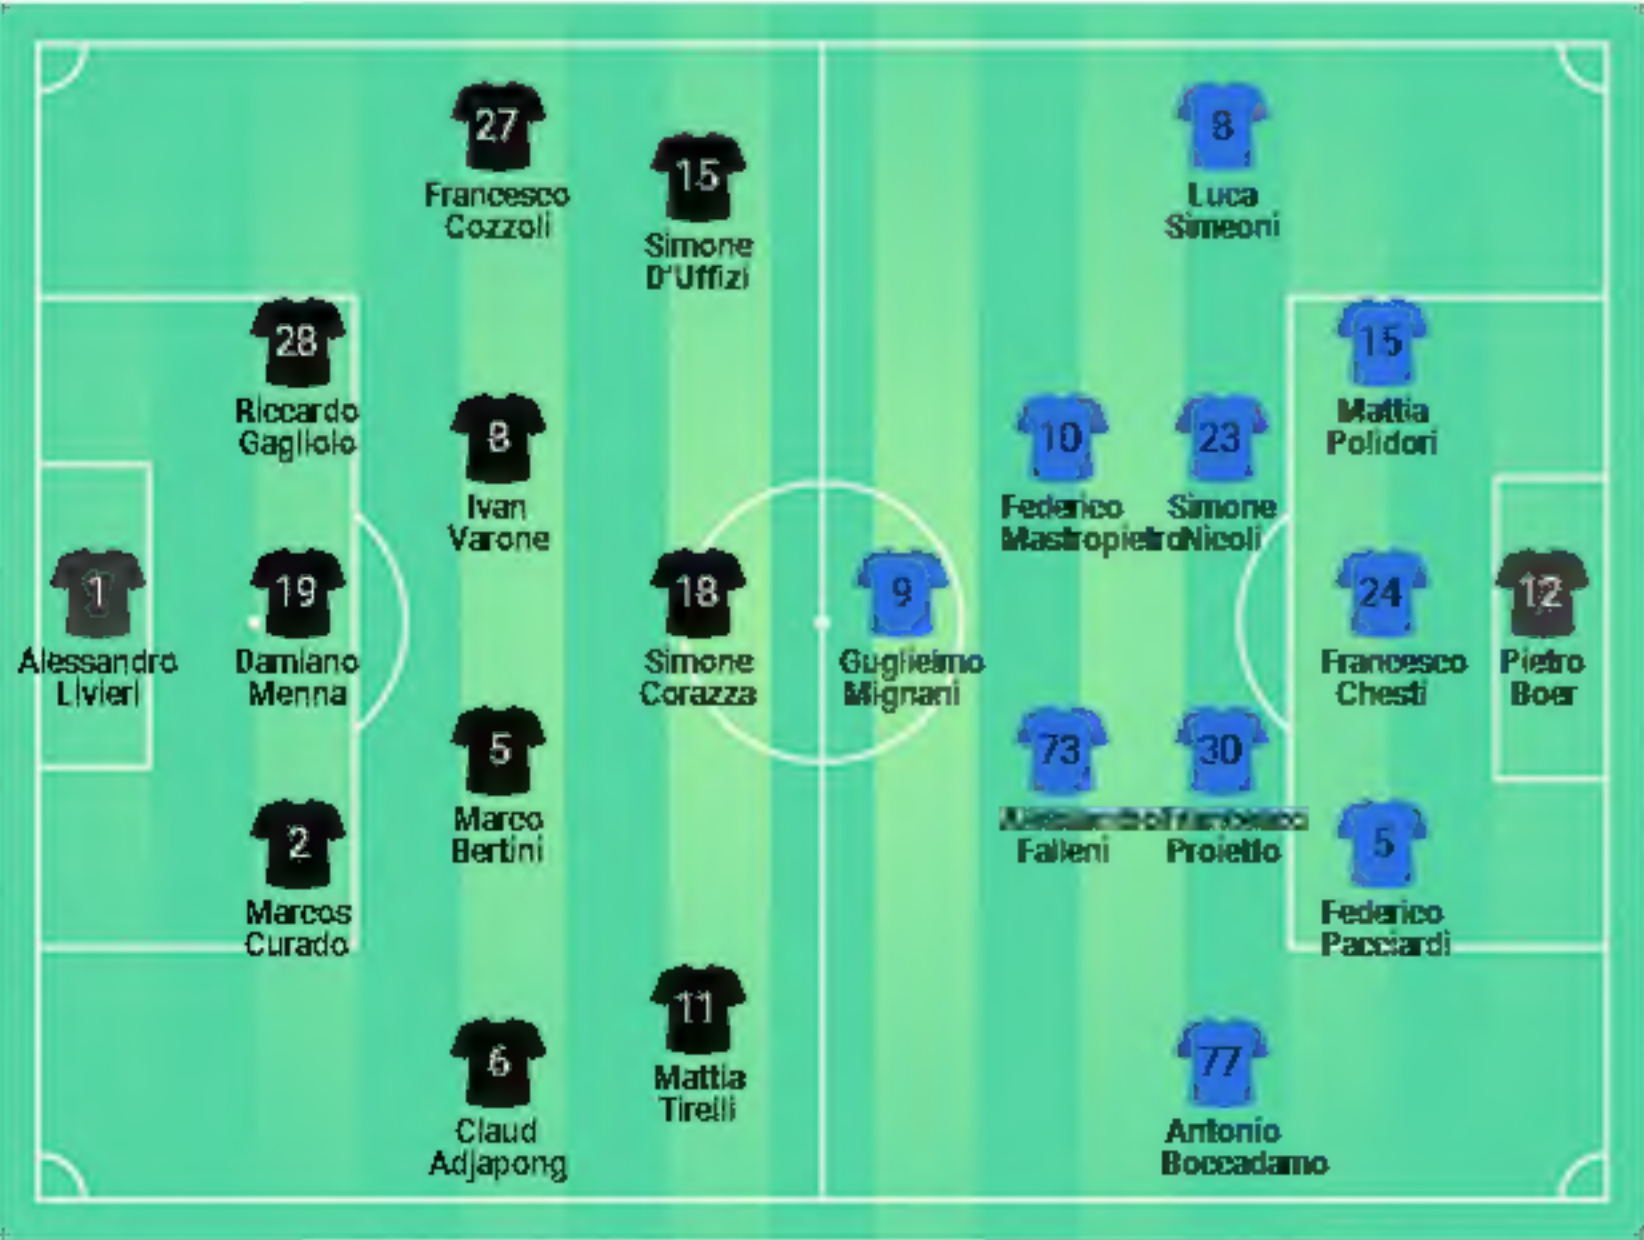 27
Francesco
Cozzoli
15
Simone
D'Uffizi
8
Luca
Simeoni
28
Riccardo
Gagliolo
15
Mattia
Polidori
8
Ivan
Varone
10
Federico
Mastropietro
23
Simone
Nicoli
1
Alessandro
Livieri
19
Damiano
Menna
18
Simone
Corazza
9
Guglielmo
Mignani
24
Francesco
Chesti
12
Pietro
Boer
5
Marco
Bertini
73
Falleni
30
Proietto
2
Marcos
Curado
5
Federico
Pacciardi
11
Mattia
Tirelli
6
Claud
Adjapong
77
Antonio
Boccadamo